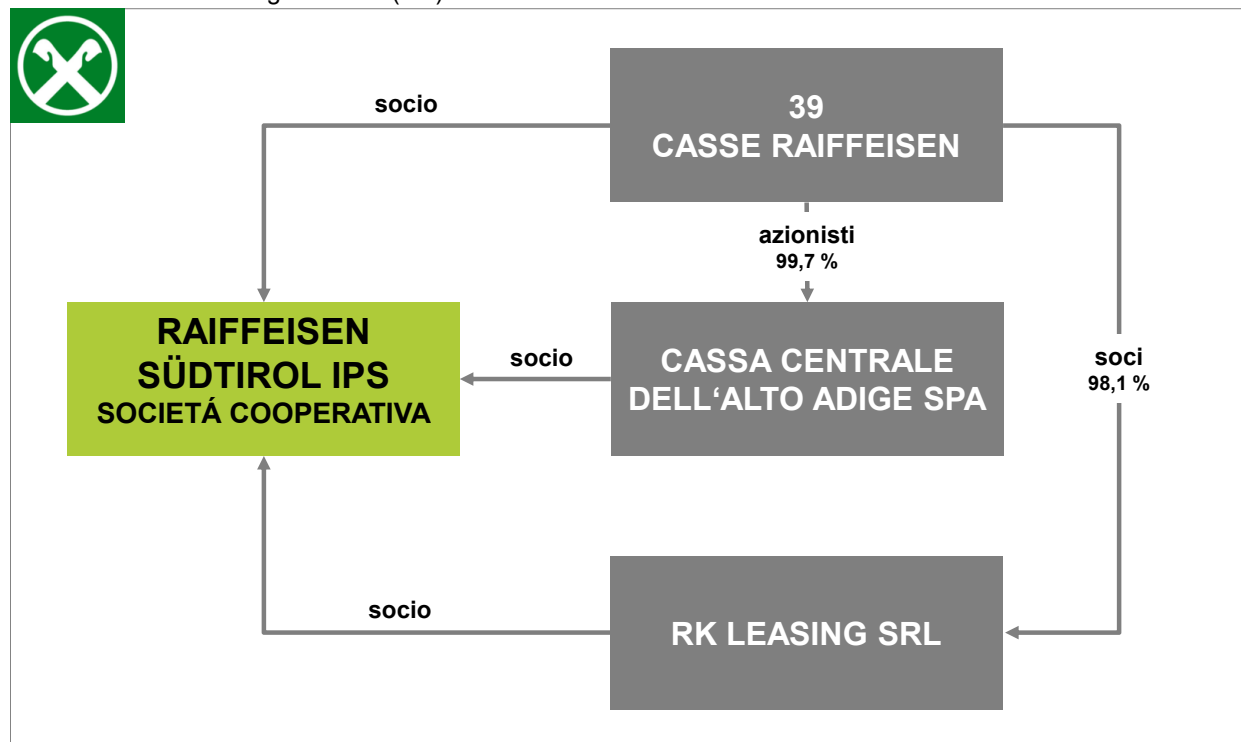 socio
39
CASSE RAIFFEISEN
azionisti
99,7 %
RAIFFEISEN
SÜDTIROL IPS
SOCIETÁ COOPERATIVA
socio
CASSA CENTRALE
DELL‘ALTO ADIGE SPA
soci
98,1 %
socio
RK LEASING SRL